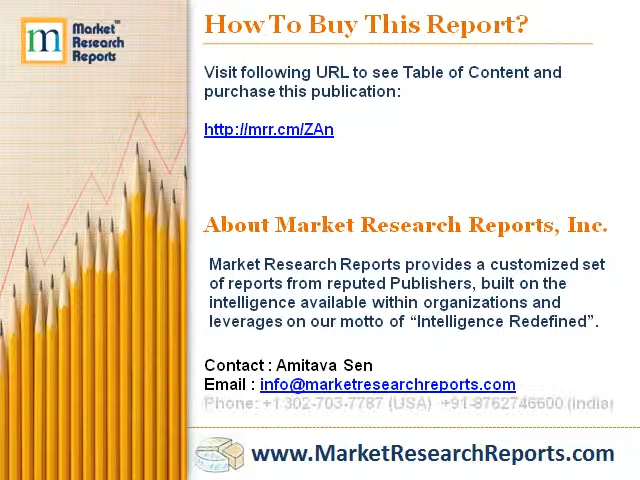 m
Market
Research
Reports
How To Buy This Report?
Visit following URL to see Table of Content and
purchase this publication:
http://mrr.cm/ZAn
About Market Research Reports, Inc.
Market Research Reports provides a customized set
of reports from reputed Publishers, built on the
intelligence available within organizations and
leverages on our motto of “Intelligence Redefined”.
Contact : Amitava Sen
Email : info@marketresearchreports.com
Phone: +1 302-703-7787 (USA) +91-8762746600 (India)
www.MarketResearchReports.com